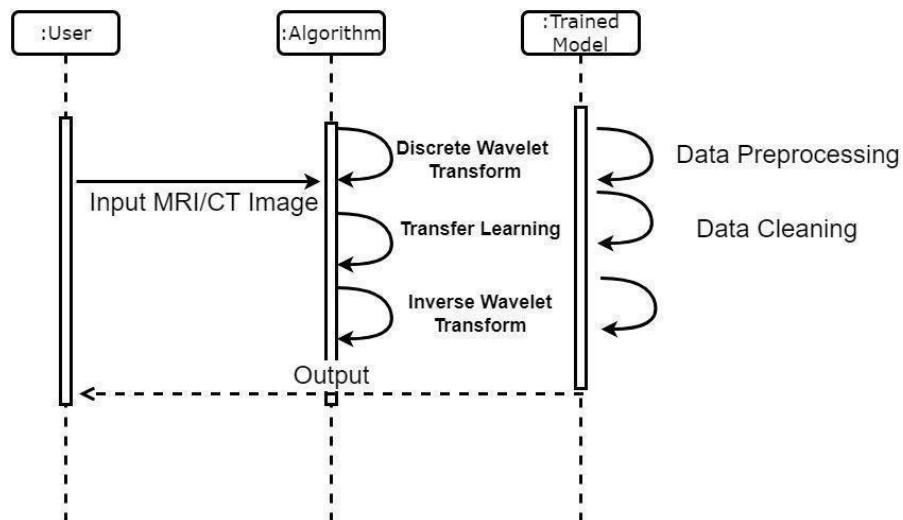 :User
:Algorithm
:Trained
Model
Discrete Wavelet
Transform
Data Preprocessing
Input MRI/CT Image
Transfer Learning
Data Cleaning
Inverse Wavelet
Transform
Output